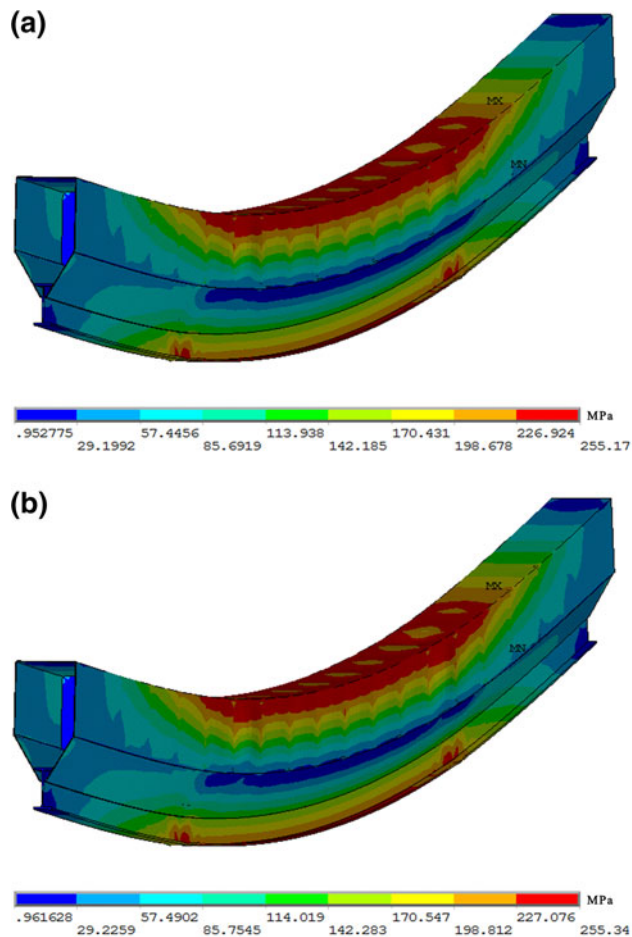 (a)
MX
MN
MPa
.952775 57.4456 113.938 170.431 226.924
29.1992 85.6919 142.185 198.678 255.17
(b)
MX
MN
MPa
.961628 57.4902 114.019 170.547 227.076
29.2259 85.7545 142.283 198.812 255.34